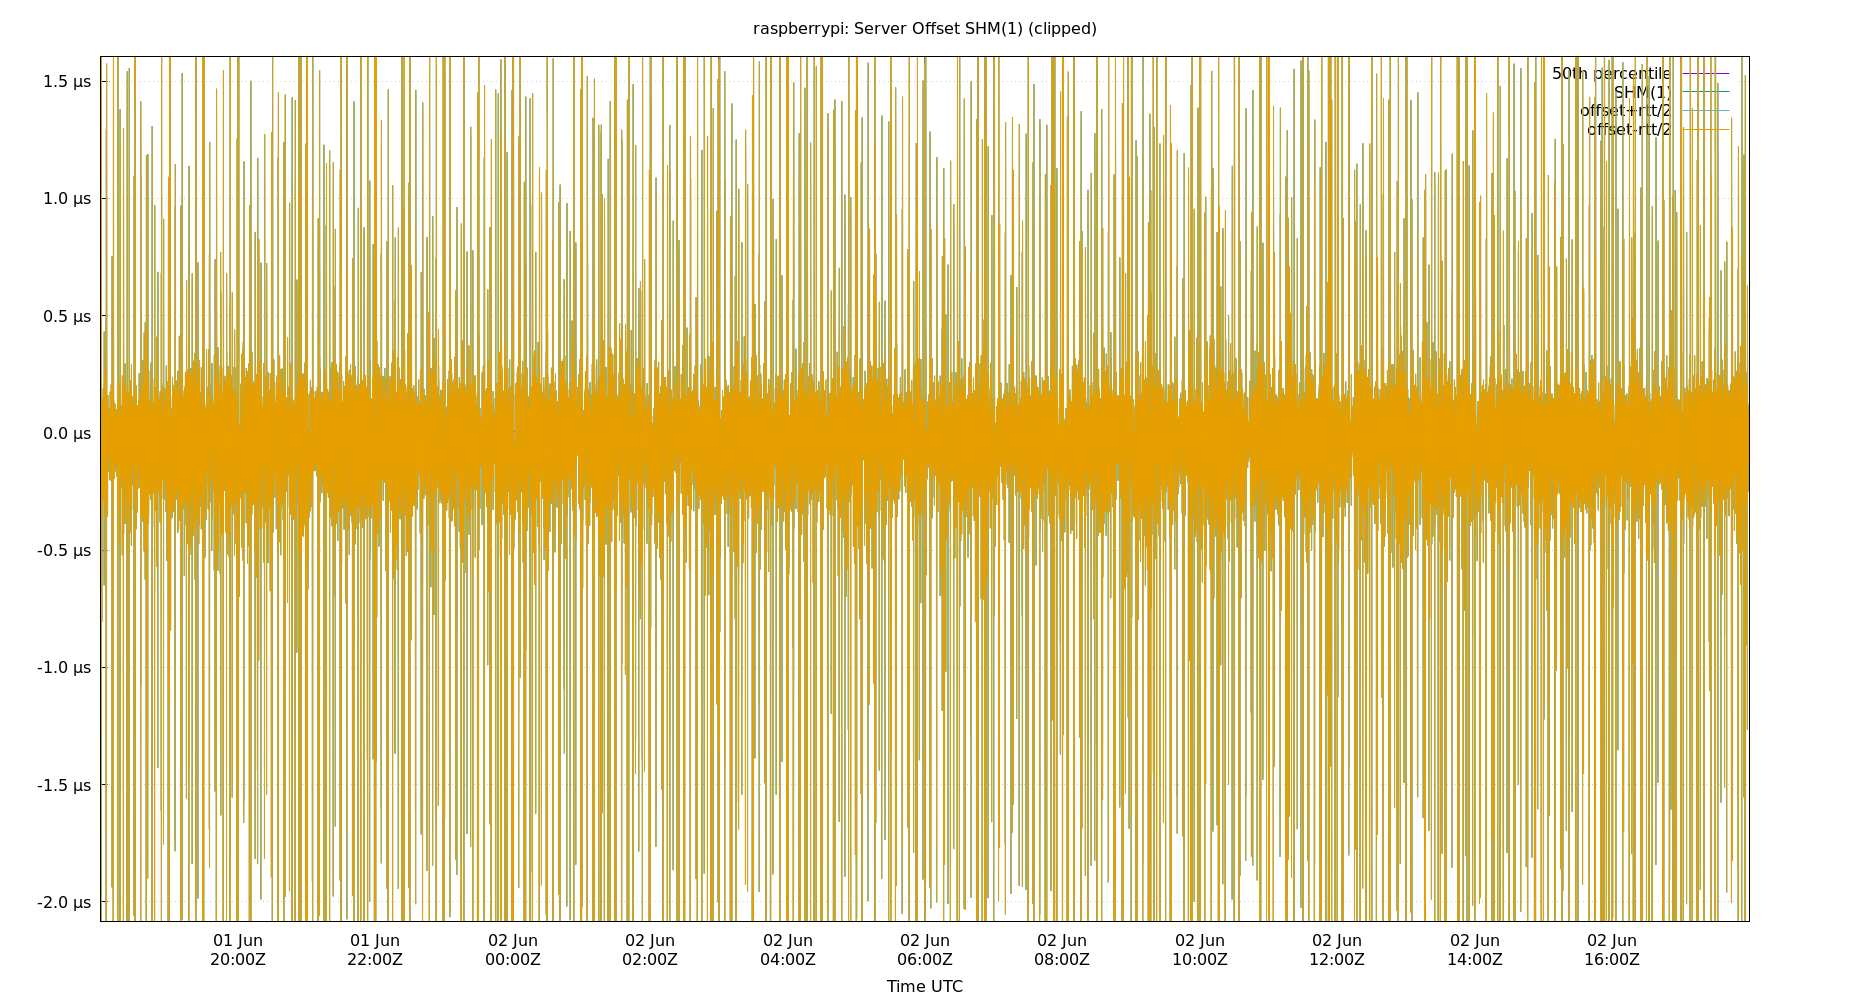 raspberrypi: Server Offset SHM(1) (clipped)
50th percentile
SHM(1)
offset+rtt/2
offset-rtt/2
1.5 µs
1.0 µs
0.5 µs
0.0 µs
-0.5 µs
-1.0 µs
-1.5 µs
-2.0 µs
01 Jun 01 Jun 02 Jun 02 Jun 02 Jun 02 Jun 02 Jun 02 Jun 02 Jun 02 Jun 02 Jun
20:00Z 22:00Z 00:00Z 02:00Z 04:00Z 06:00Z 08:00Z 10:00Z 12:00Z 14:00Z 16:00Z
Time UTC